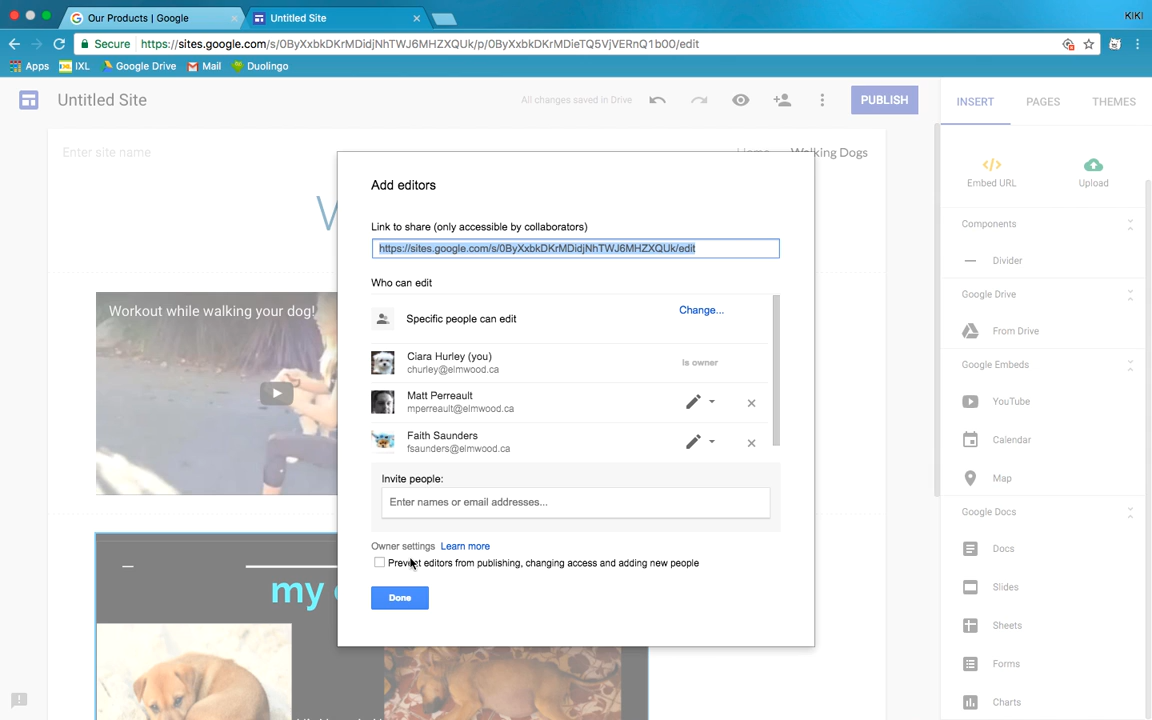 Our Products | Google
Untitled Site
KIKI
Secure
https://sites.google.com/s/0ByXxbkDKrMDidjNhTWJ6MHZXQUk/p/0ByXxbkDKrMDieTQ5VjVERnQ1b00/edit
Apps
IXL
Google Drive
Mail
Duolingo
Untitled Site
All changes saved in Drive
PUBLISH
INSERT
PAGES
THEMES
Enter site name
Home
Walking Dogs
W
Workout while walking your dog!
my
Add editors
Link to share (only accessible by collaborators)
https://sites.google.com/s/0ByXxbkDKrMDidjNhTWJ6MHZXQUk/edit
Who can edit
Specific people can edit
Change...
Ciara Hurley (you)
churley@elmwood.ca
Is owner
Matt Perreault
mperreault@elmwood.ca
Faith Saunders
fsaunders@elmwood.ca
Invite people:
Enter names or email addresses...
Owner settings Learn more
Prevent editors from publishing, changing access and adding new people
Done
Embed URL
Upload
Components
Divider
Google Drive
From Drive
Google Embeds
YouTube
Calendar
Map
Google Docs
Docs
Slides
Sheets
Forms
Charts